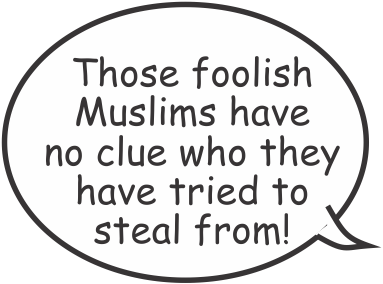 Those foolish
Muslims have
no clue who they
have tried to
steal from!